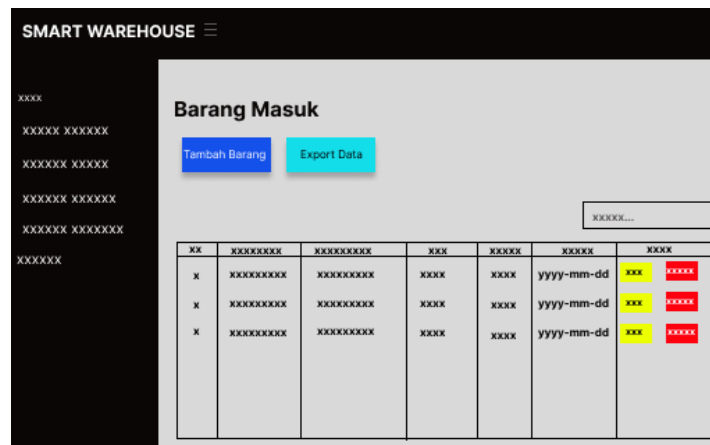 SMART WAREHOUSE
xxxx
xxxxx xxxxxx
xxxxxx xxxxx
xxxxxx xxxxxx
xxxxxx xxxxxxx
xxxxxx
Barang Masuk
Tambah Barang Export Data
xxxxx...
xx xxxxxxxx xxxxxxxxx xxx xxxxx xxxxx xxxx
x xxxxxxxxx xxxxxxxxx xxxx xxxx yyyy-mm-dd xxx xxxxx
x xxxxxxxxx xxxxxxxxx xxxx xxxx yyyy-mm-dd xxx xxxxx
x xxxxxxxxx xxxxxxxxx xxxx xxxx yyyy-mm-dd xxx xxxxx